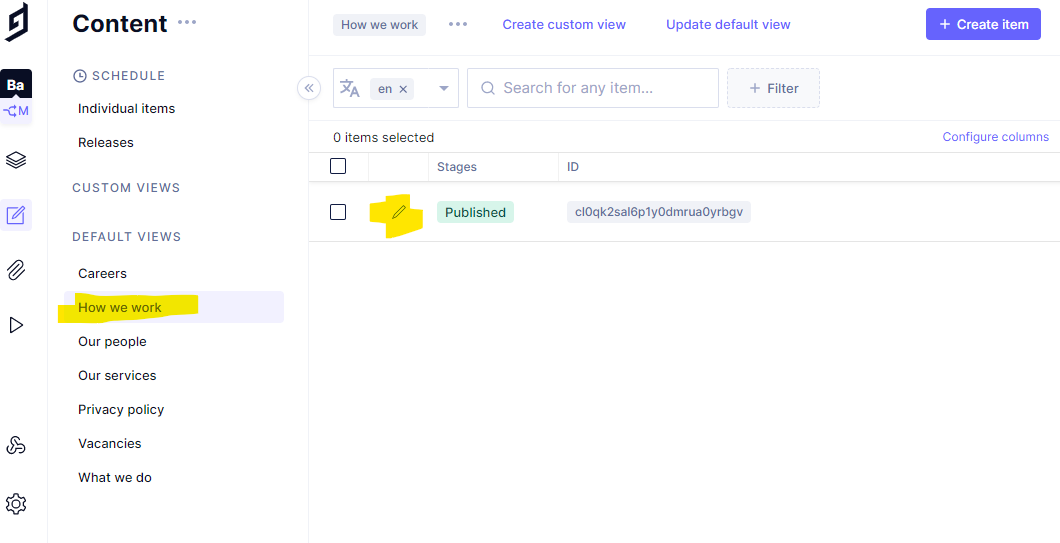 Content
Ba
M
SCHEDULE
Individual items
Releases
CUSTOM VIEWS
DEFAULT VIEWS
Careers
How we work
Our people
Our services
Privacy policy
Vacancies
What we do
How we work Create custom view Update default view + Create item
en Search for any item... + Filter
0 items selected Configure columns
Stages ID
Published cl0qk2sal6p1y0dmrua0yrbgv